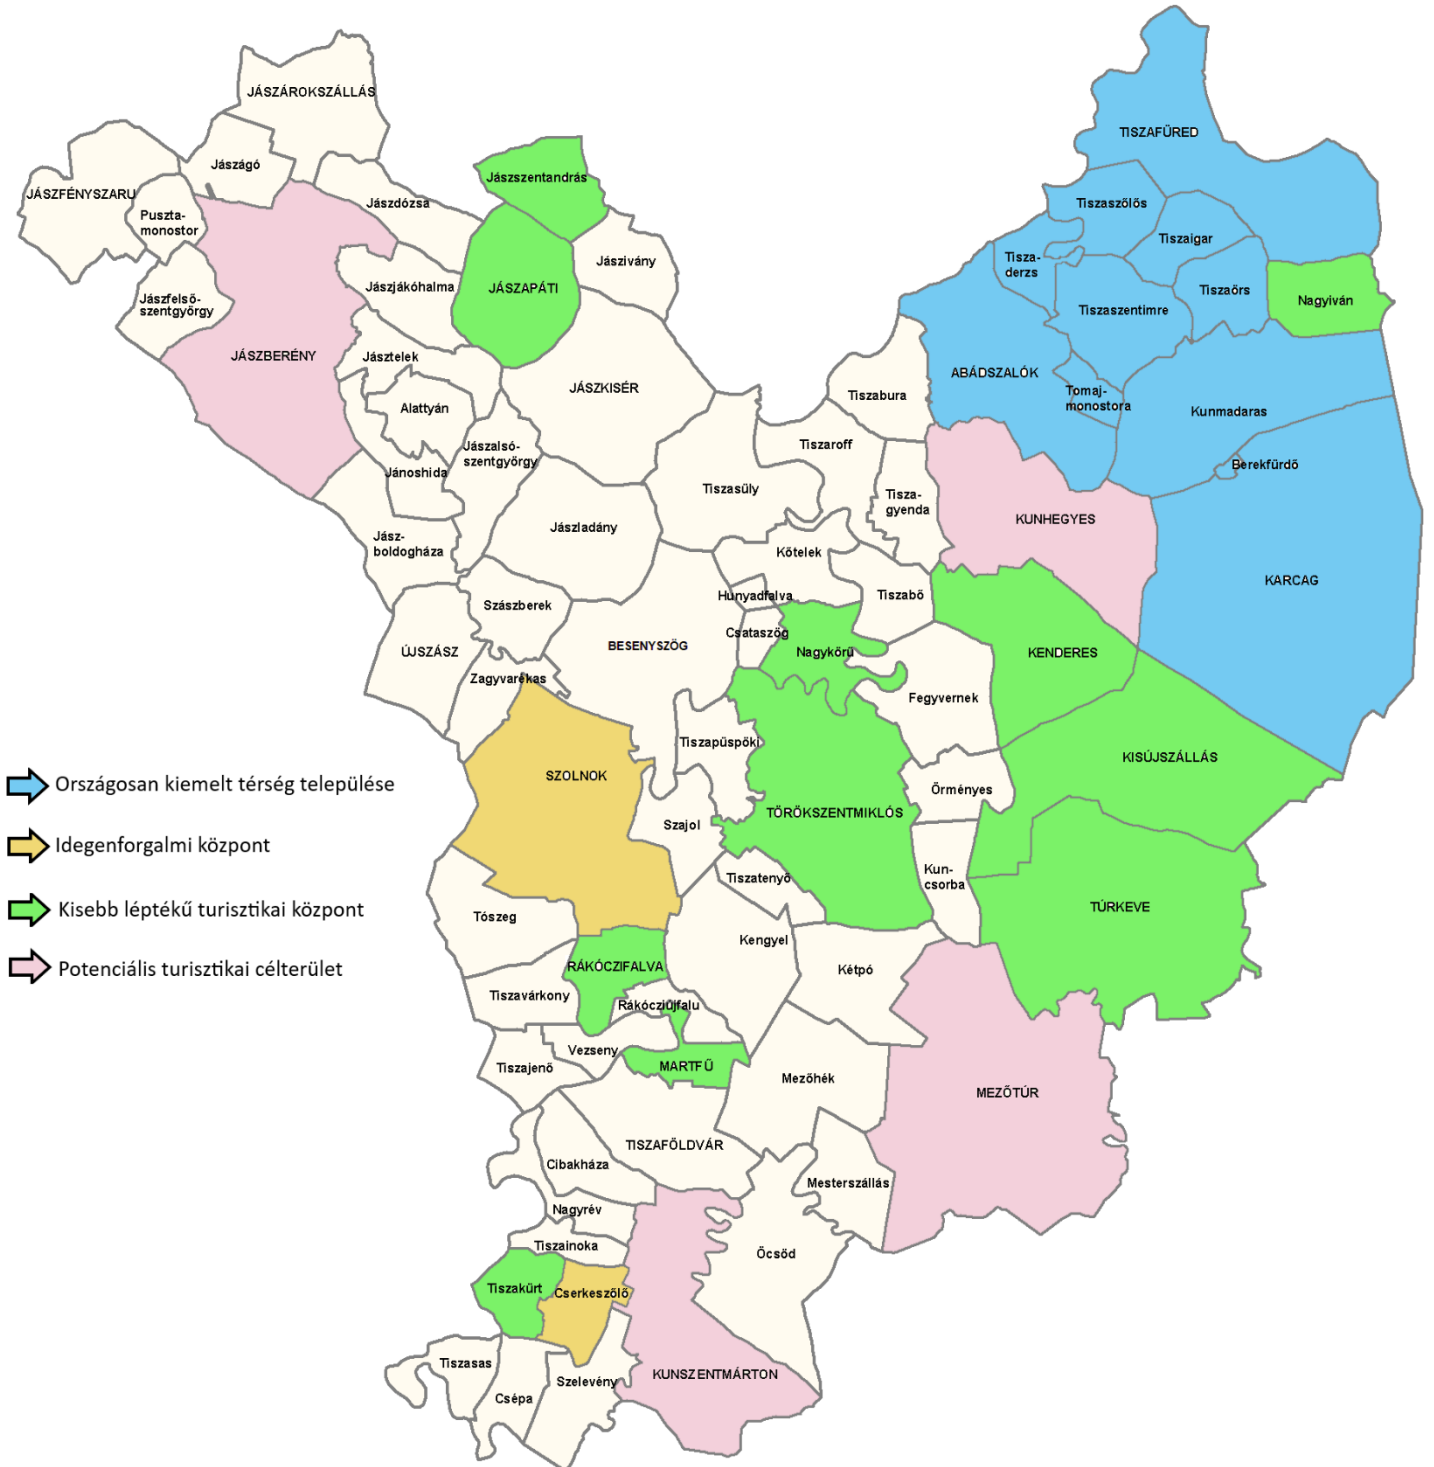 JÁSZÁROKSZÁLLÁS
TISZAFÜRED
Jászágó
Jászszentandrás
JÁSZFÉNYSZARU
Jászdózsa
Tiszaszőlős
Puszta-
monostor
Tiszaigar
Jászivány
Tisza-
derzs
Jászjákóhalma
JÁSZAPÁTI
Tiszaörs
Jászfelső-
szentgyörgy
Nagyiván
Tiszaszentimre
JÁSZBERÉNY
Jásztelek
ABÁDSZALÓK
JÁSZKISÉR
Tomaj-
monostora
Tiszabura
Alattyán
Kunmadaras
Tiszaroff
Jászalsó-
szentgyörgy
Berekfürdő
Jánoshida
Tiszasüly
Tisza-
gyenda
KUNHEGYES
Jászladány
Jász-
boldogháza
Kőtelek
KARCAG
Hunyadfalva
Tiszabő
Szászberek
Csataszög
BESENYSZÖG
ÚJSZÁSZ
Nagykörű
KENDERES
Zagyvarékas
Fegyvernek
Tiszapüspöki
KISÚJSZÁLLÁS
SZOLNOK
Országosan kiemelt térség települése
Örményes
TÖRÖKSZENTMIKLÓS
Szajol
Idegenforgalmi központ
Kun-
csorba
Tiszatenyő
TÚRKEVE
Kisebb léptékű turisztikai központ
Tószeg
Kengyel
Potenciális turisztikai célterület
RÁKÓCZIFALVA
Kétpó
Tiszavárkony
Rákócziújfalu
Vezseny
Tiszajenő
MARTFŰ
Mezőhék
MEZŐTÚR
TISZAFÖLDVÁR
Cibakháza
Mesterszállás
Nagyrév
Tiszainoka
Öcsöd
Tiszakürt
Cserkeszőlő
Tiszasas
KUNSZENTMÁRTON
Szelevény
Csépa